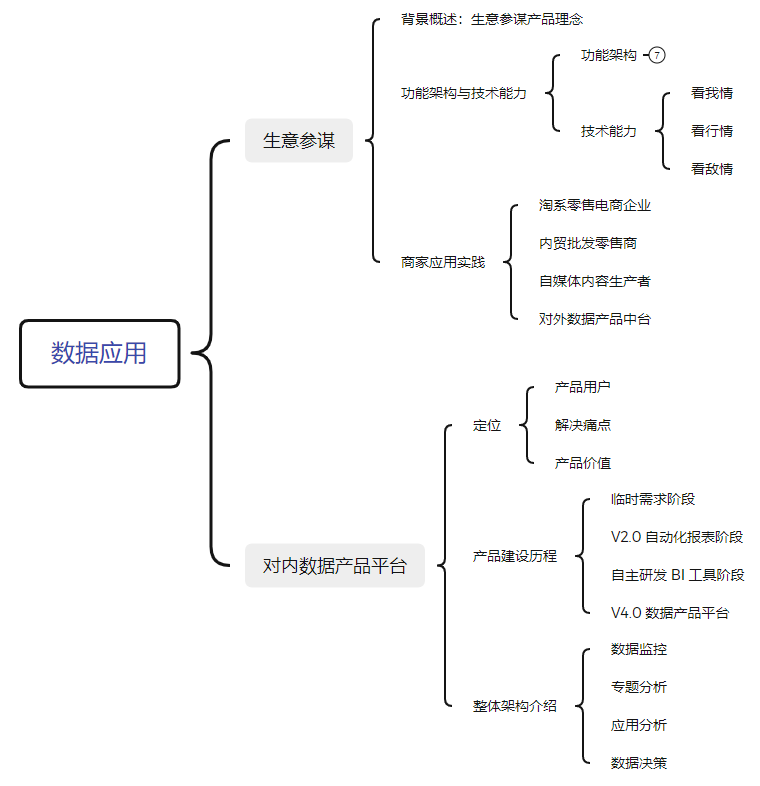 数据应用
生意参谋
背景概述：生意参谋产品理念
功能架构与技术能力
功能架构 7
技术能力
看我情
看行情
看敌情
商家应用实践
淘系零售电商企业
内贸批发零售商
自媒体内容生产者
对外数据产品中台
对内数据产品平台
定位
产品用户
解决痛点
产品价值
产品建设历程
临时需求阶段
V2.0 自动化报表阶段
自主研发 BI 工具阶段
V4.0 数据产品平台
整体架构介绍
数据监控
专题分析
应用分析
数据决策